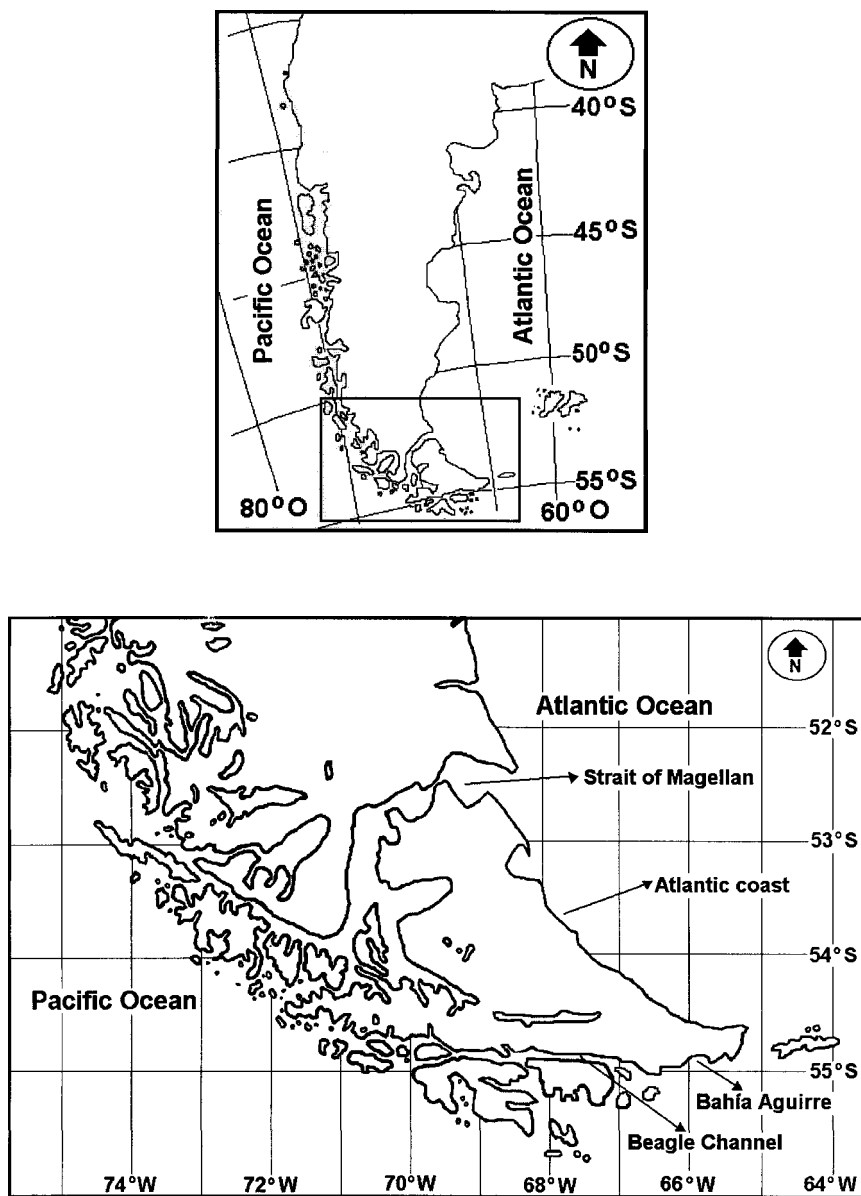 N
40°S
Pacific Ocean
Atlantic Ocean
45°S
50°S
55°S
80°O
60°O
N
Atlantic Ocean
52°S
Strait of Magellan
53°S
Atlantic coast
54°S
Pacific Ocean
55°S
Bahía Aguirre
Beagle Channel
74°W 72°W 70°W 68°W 66°W 64°W